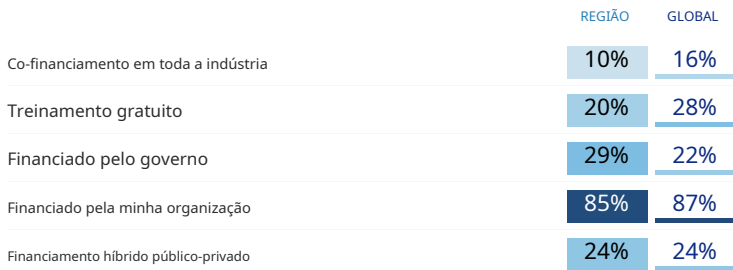 REGIÃO GLOBAL
Co-financiamento em toda a indústria 10% 16%
Treinamento gratuito 20% 28%
Financiado pelo governo 29% 22%
Financiado pela minha organização 85% 87%
Financiamento híbrido público-privado 24% 24%